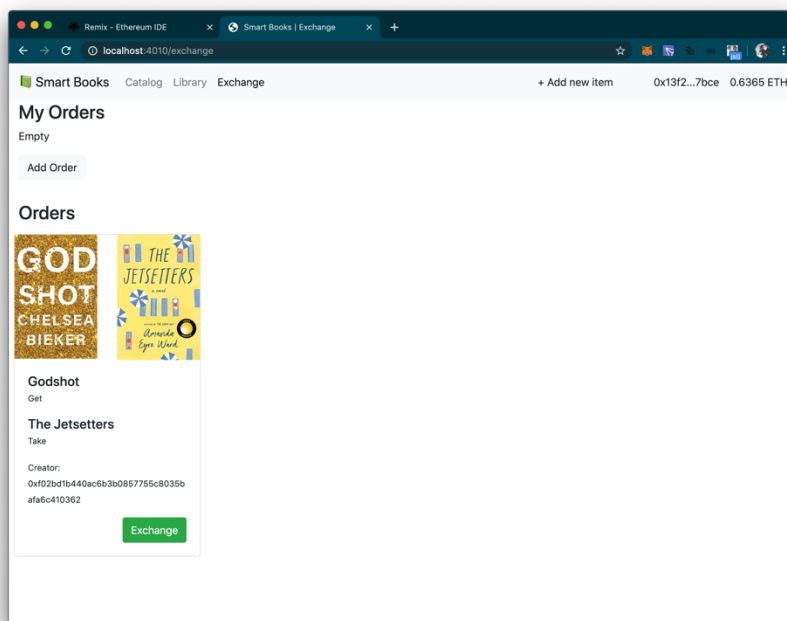 Remix - Ethereum IDE
Smart Books | Exchange
localhost:4010/exchange
Smart Books Catalog Library Exchange + Add new item 0x13f2...7bce 0.6365 ETH
My Orders
Empty
Add Order
Orders
GOD
SHOT
CHELSEA
BIEKER
THE
JETSETTERS
a novel
Amanda
Eyre Ward
Godshot
Get
The Jetsetters
Take
Creator:
0xf02bd1b440ac6b3b0857755c8035b
afa6c410362
Exchange